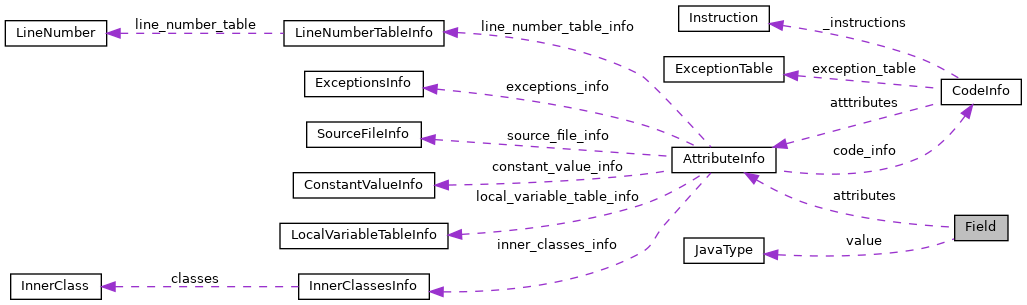 Instruction
line_number_table
line_number_table_info
_instructions
LineNumber
LineNumberTableInfo
ExceptionTable
exception_table
ExceptionsInfo
exceptions_info
CodeInfo
atttributes
SourceFileInfo
source_file_info
code_info
AttributeInfo
constant_value_info
ConstantValueInfo
local_variable_table_info
attributes
Field
LocalVariableTableInfo
inner_classes_info
value
JavaType
classes
InnerClass
InnerClassesInfo